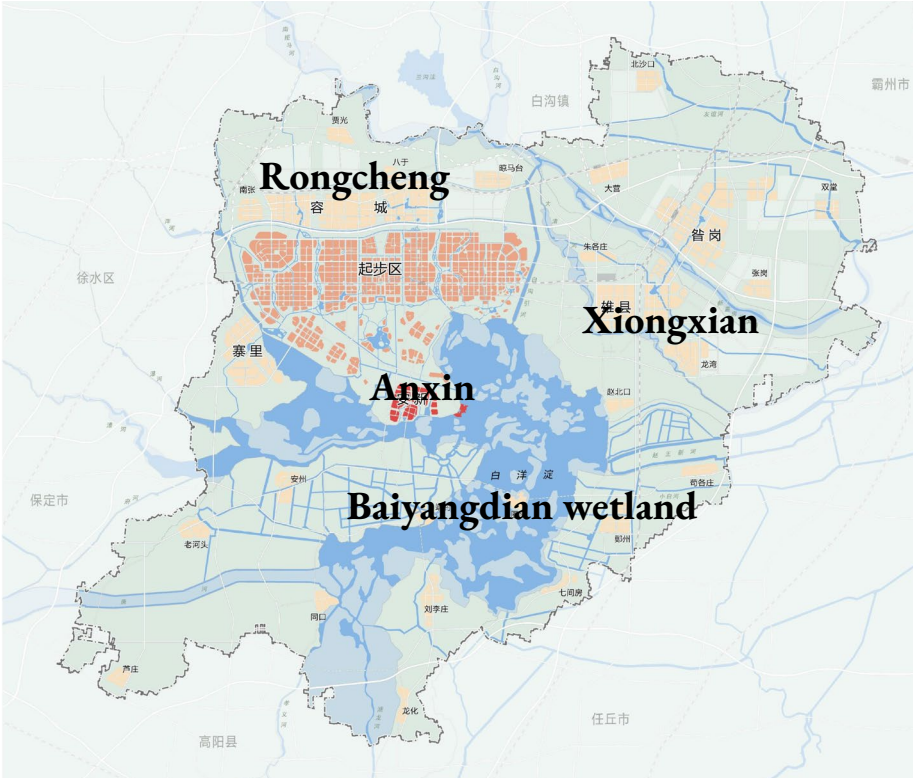 北沙口
霸州市
白沟镇
贾光
八于
晾马台
Rongcheng
南张
容城
大营
双堂
昝岗
朱各庄
起步区
张岗
徐水区
雄县
Xiongxian
寨里
龙湾
Anxin
赵北口
白洋淀
安州
苟各庄
保定市
Baiyangdian wetland
鄚州
老河头
七间房
同口
刘李庄
芦庄
龙化
任丘市
高阳县